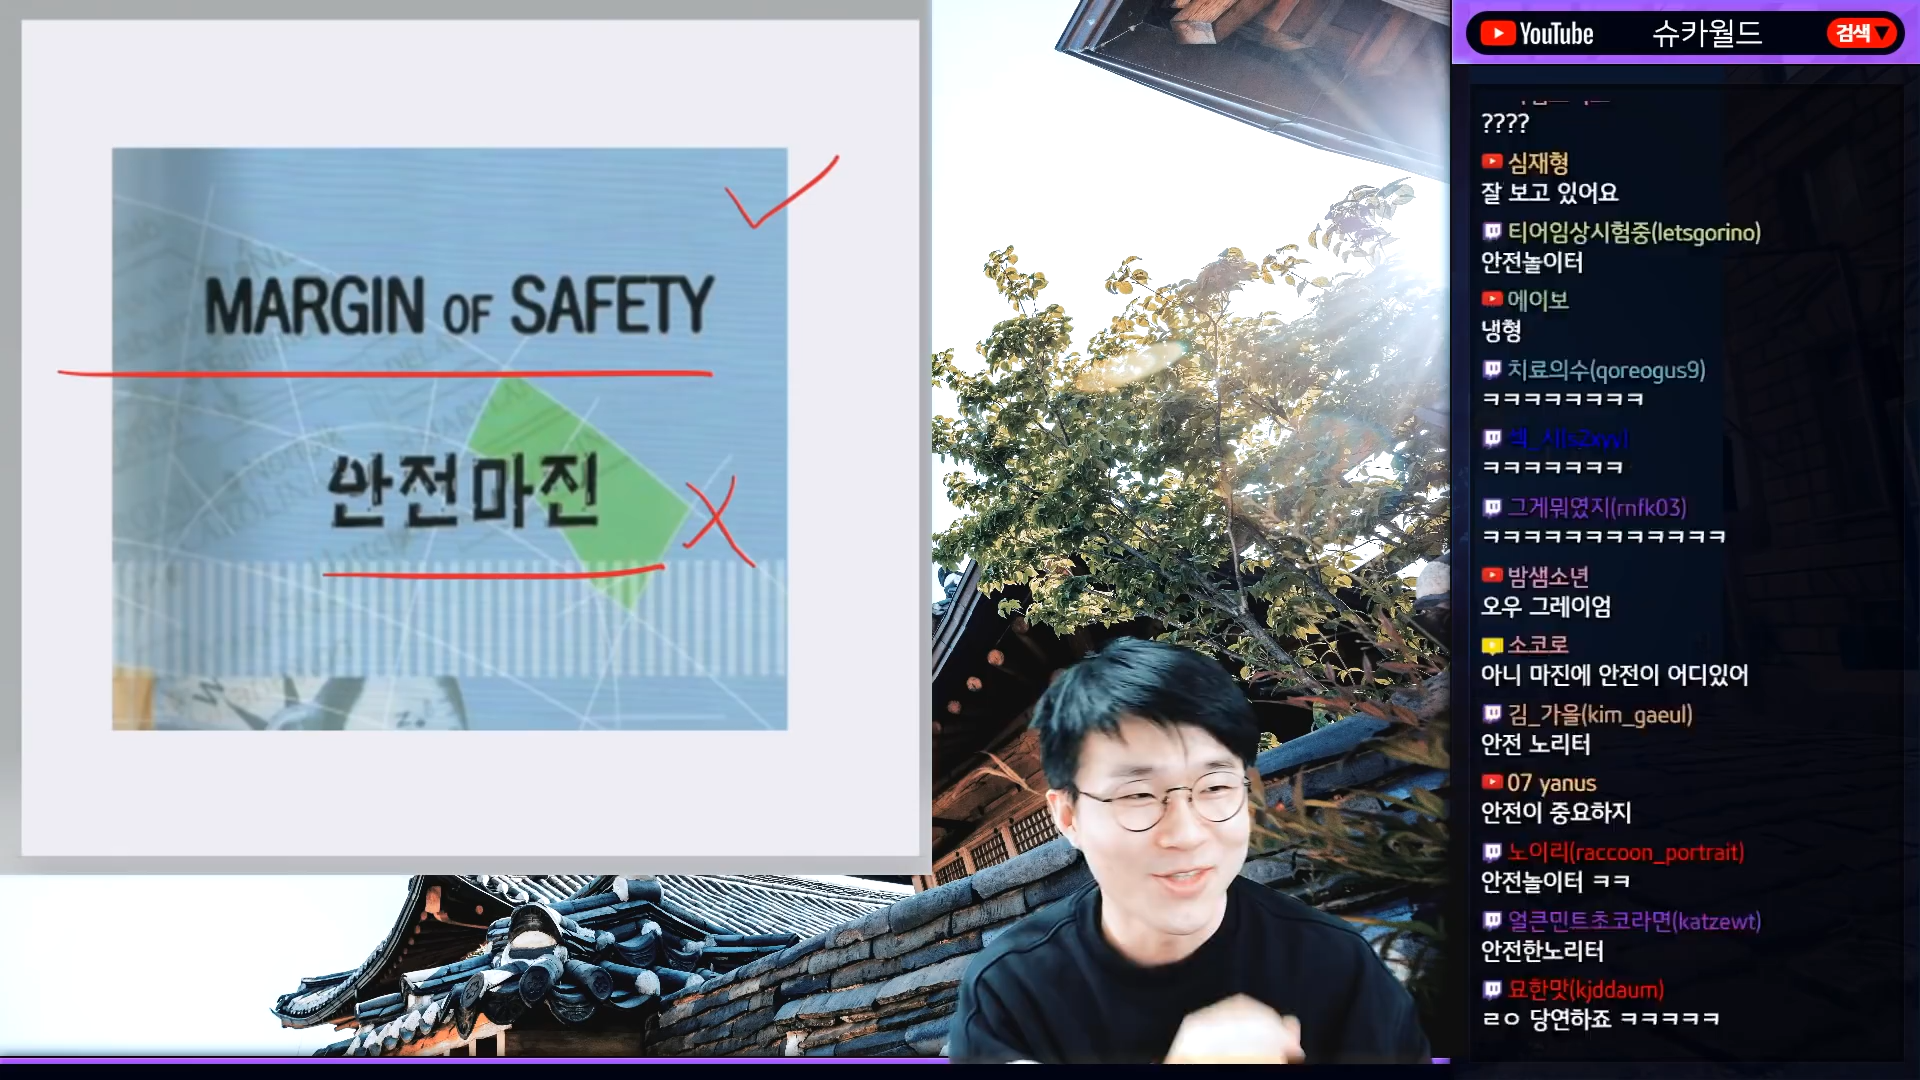 MARGIN OF SAFETY
안전마진
YouTube 슈카월드 검색
????
심재형
잘 보고 있어요
티어임상시험중(letsgorino)
안전놀이터
에이보
냉형
치료의수(qoreogus9)
ㅋㅋㅋㅋㅋㅋㅋㅋ
섹_시(s2xyy)
ㅋㅋㅋㅋㅋㅋㅋ
그게뭐였지(rnfk03)
ㅋㅋㅋㅋㅋㅋㅋㅋㅋㅋㅋㅋ
밤샘소년
오우 그레이엄
소코로
아니 마진에 안전이 어디있어
김_가을(kim_gaeul)
안전 노리터
07 yanus
안전이 중요하지
노이리(raccoon_portrait)
안전놀이터 ㅋㅋ
얼큰민트초코라면(katzewt)
안전한노리터
묘한맛(kjddaum)
ㄹㅇ 당연하죠 ㅋㅋㅋㅋㅋ